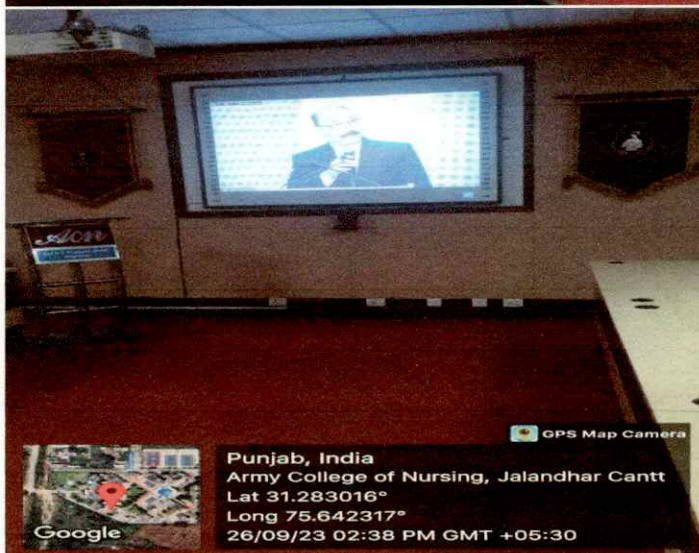 Acn
GPS Map Camera
Punjab, India
Army College of Nursing, Jalandhar Cantt
Lat 31.283016°
Long 75.642317°
26/09/23 02:38 PM GMT +05:30
Google